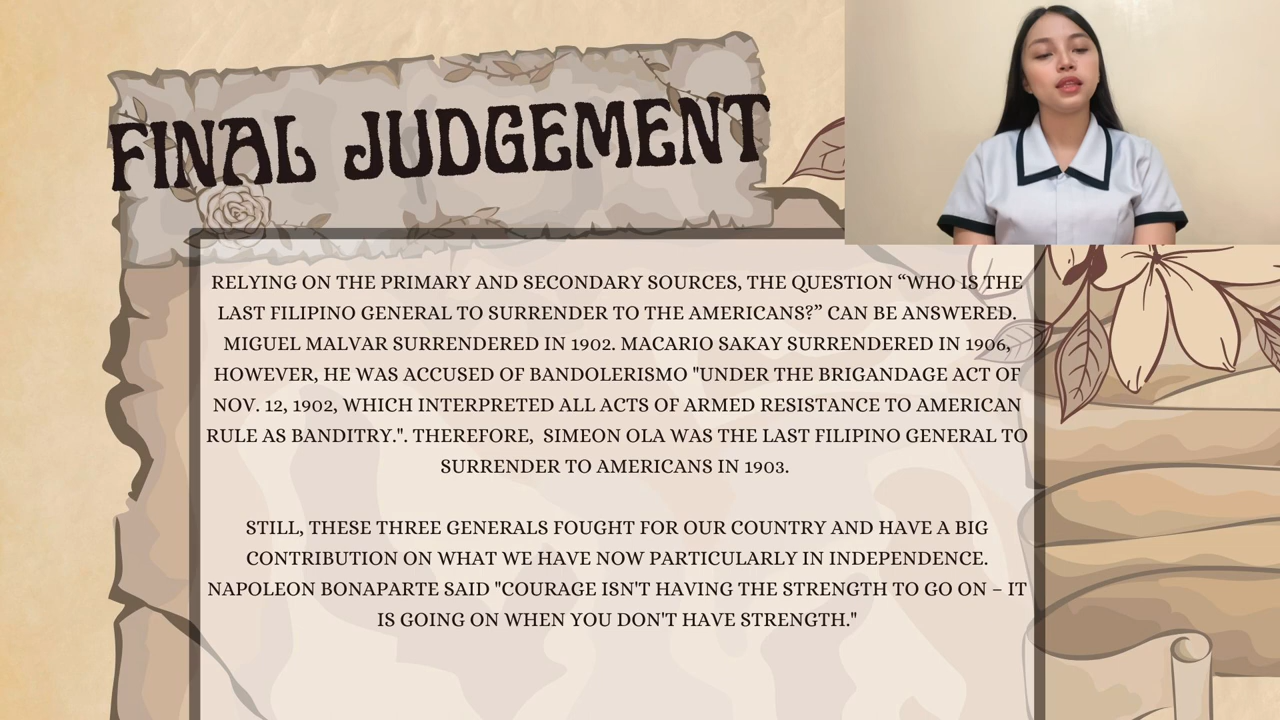 FINAL JUDGEMENT
RELYING ON THE PRIMARY AND SECONDARY SOURCES, THE QUESTION “WHO IS THE
LAST FILIPINO GENERAL TO SURRENDER TO THE AMERICANS?” CAN BE ANSWERED.
MIGUEL MALVAR SURRENDERED IN 1902. MACARIO SAKAY SURRENDERED IN 1906,
HOWEVER, HE WAS ACCUSED OF BANDOLERISMO "UNDER THE BRIGANDAGE ACT OF
NOV. 12, 1902, WHICH INTERPRETED ALL ACTS OF ARMED RESISTANCE TO AMERICAN
RULE AS BANDITRY.". THEREFORE, SIMEON OLA WAS THE LAST FILIPINO GENERAL TO
SURRENDER TO AMERICANS IN 1903.
STILL, THESE THREE GENERALS FOUGHT FOR OUR COUNTRY AND HAVE A BIG
CONTRIBUTION ON WHAT WE HAVE NOW PARTICULARLY IN INDEPENDENCE.
NAPOLEON BONAPARTE SAID "COURAGE ISN'T HAVING THE STRENGTH TO GO ON – IT
IS GOING ON WHEN YOU DON'T HAVE STRENGTH."